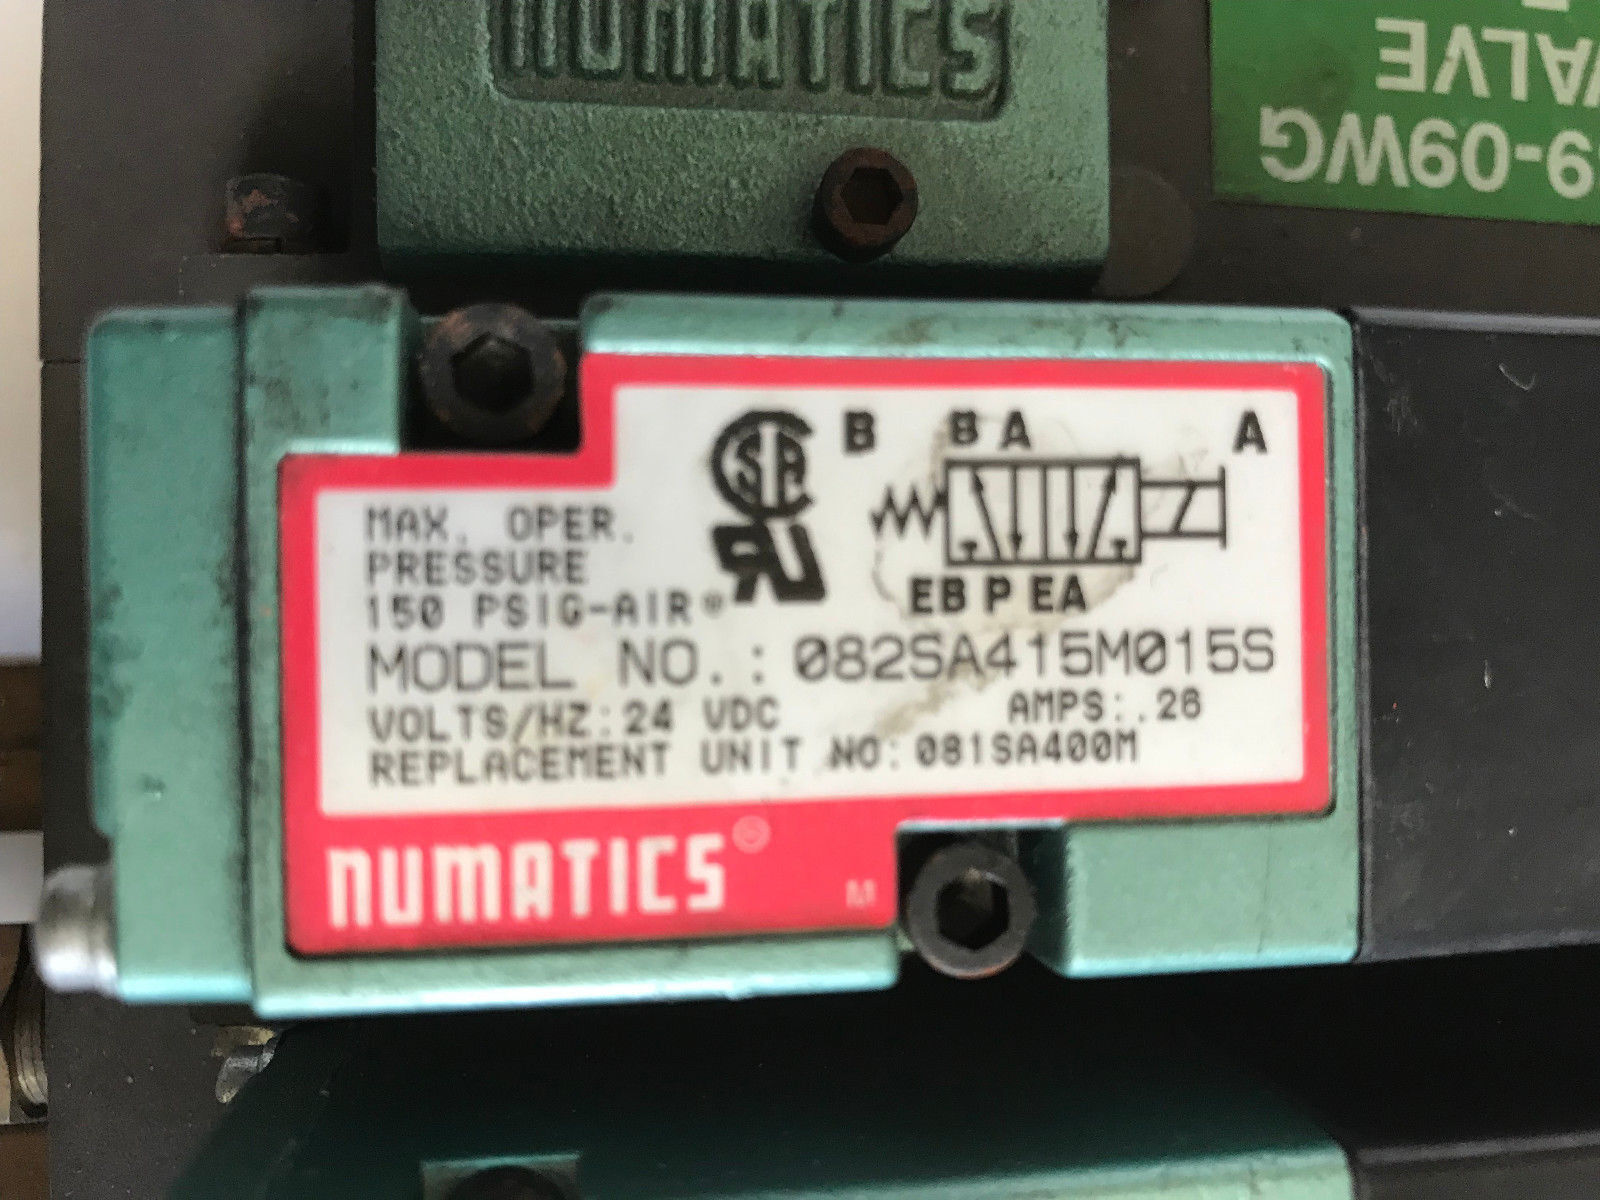 NUMATICS
VALVE
9-09WG
B BA A
MAX. OPER.
PRESSURE
150 PSIG-AIR
EB P EA
MODEL NO.: 082SA415M015S
VOLTS/HZ: 24 VDC AMPS: .26
REPLACEMENT UNIT NO: 081SA400M
NUMATICS
M